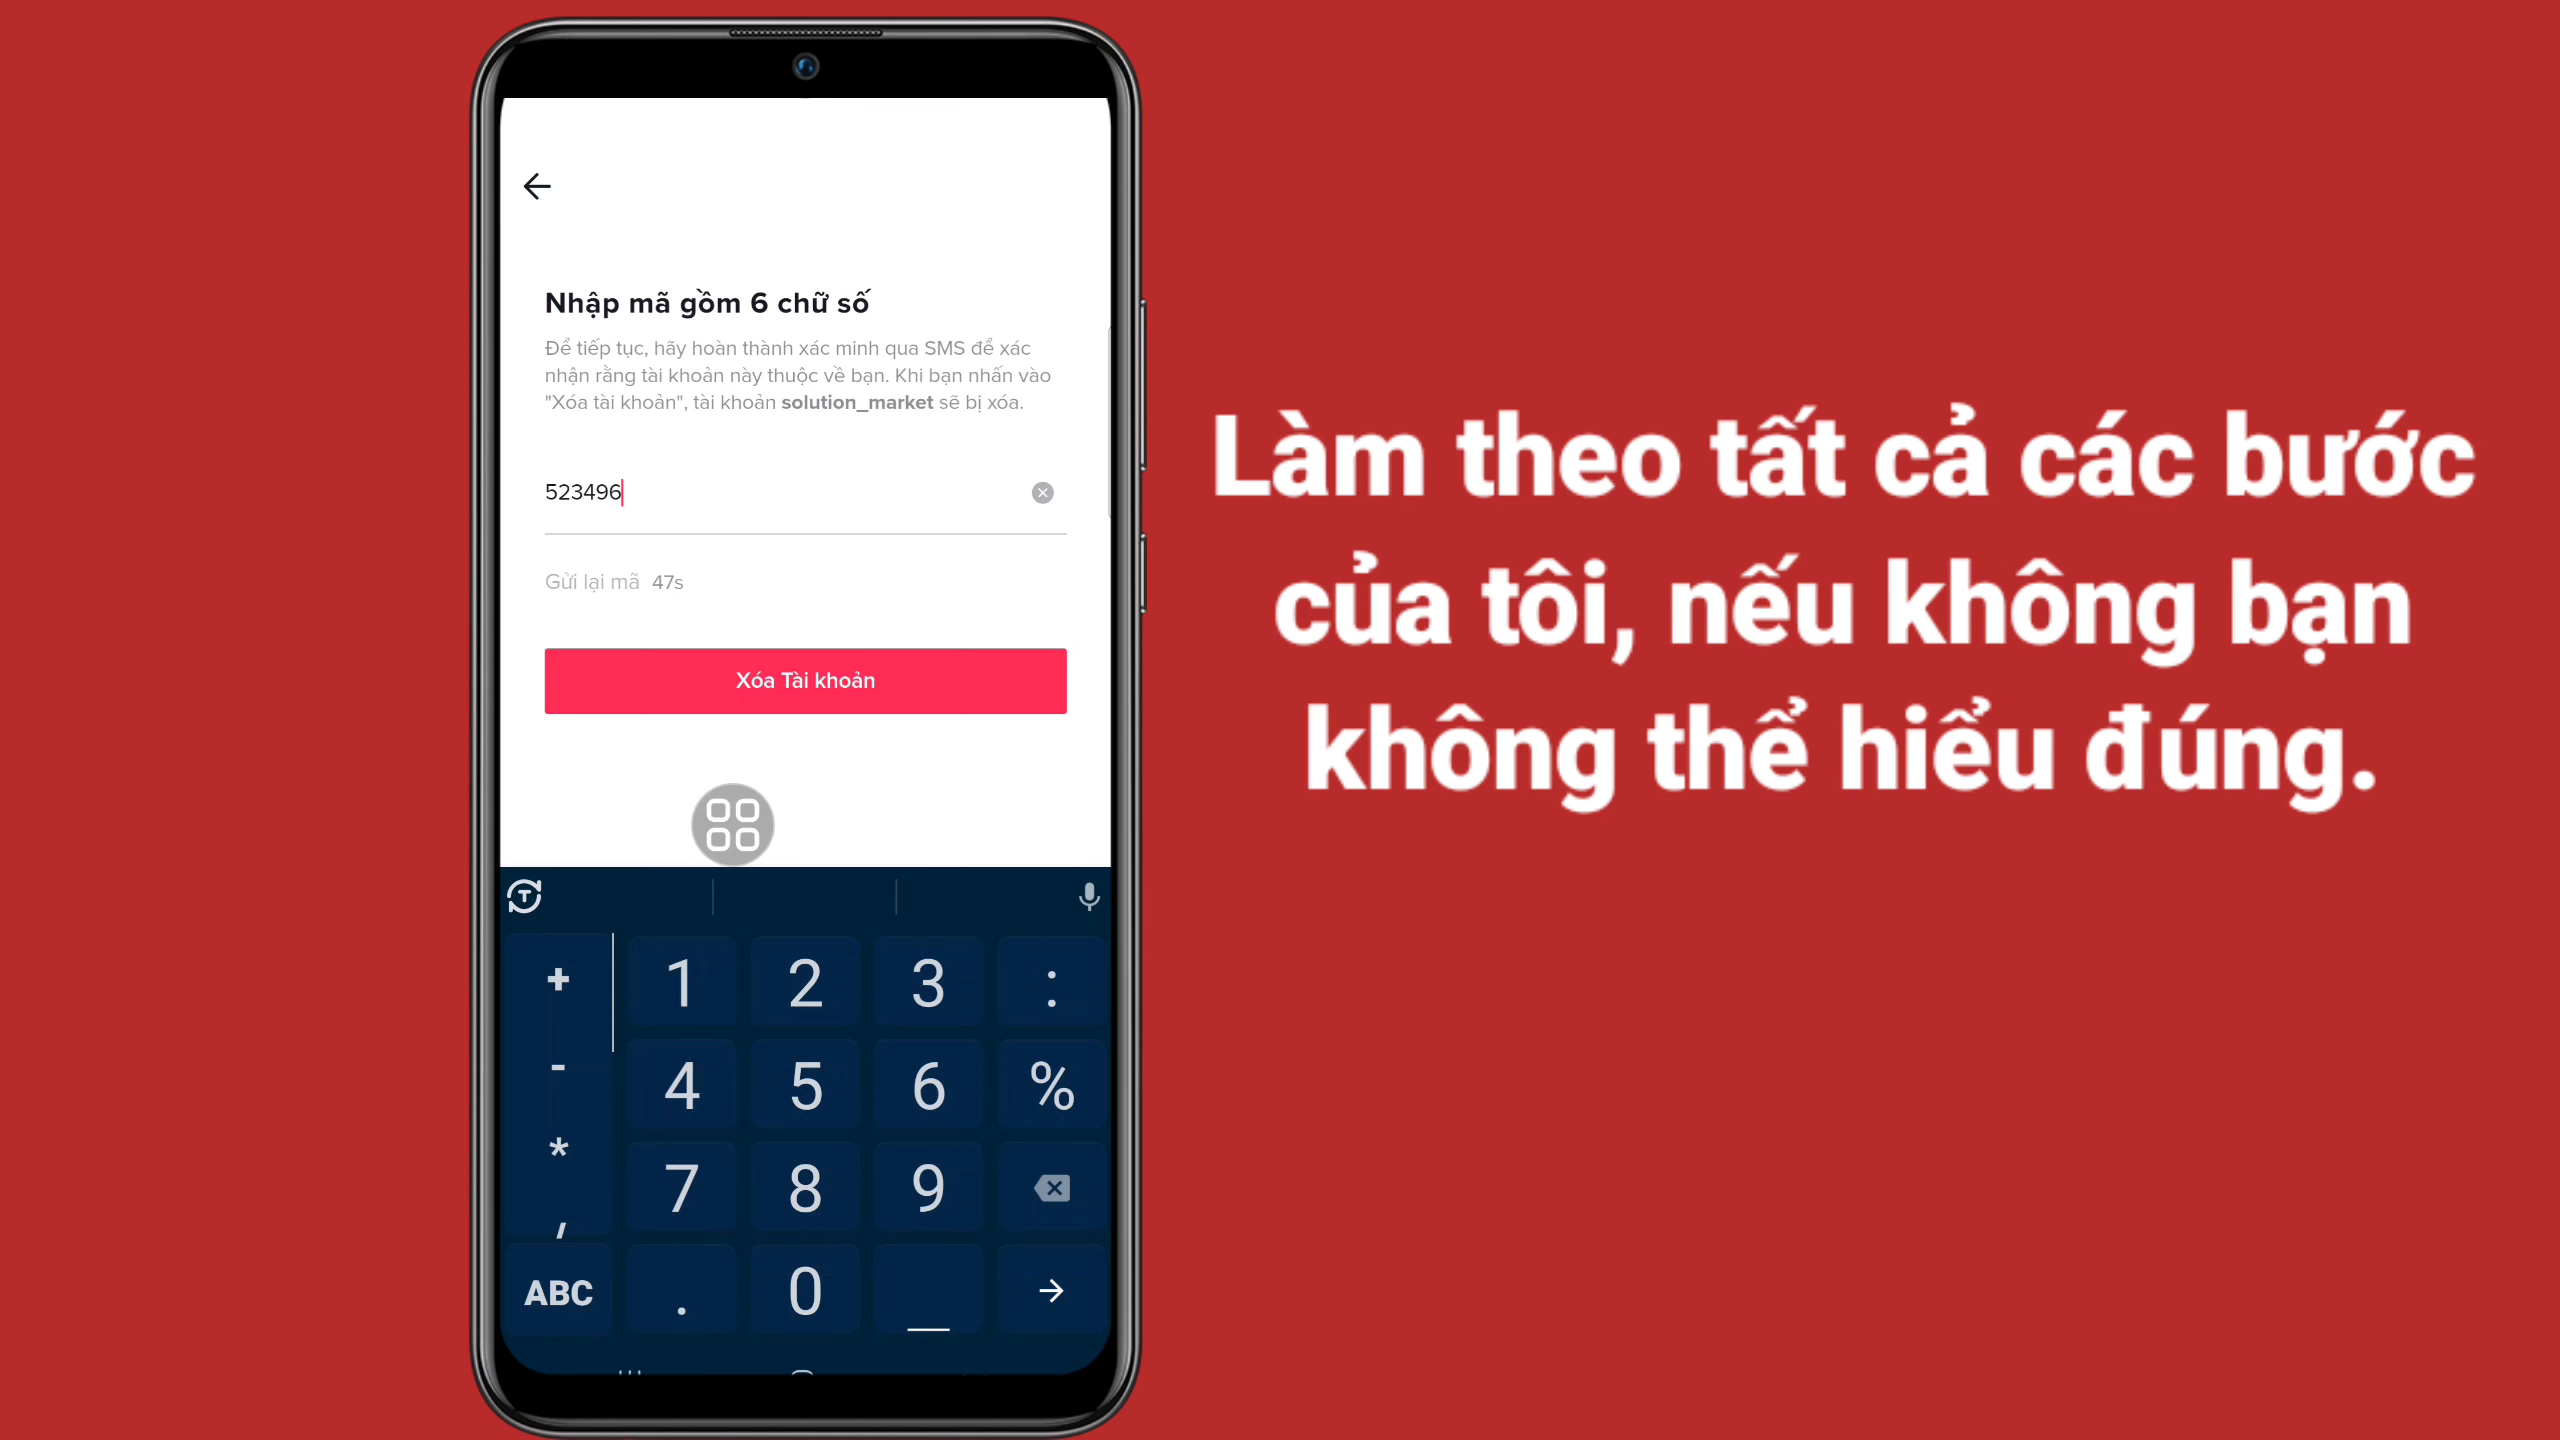 Nhập mã gồm 6 chữ số
Để tiếp tục, hãy hoàn thành xác minh qua SMS để xác
nhận rằng tài khoản này thuộc về bạn. Khi bạn nhấn vào
"Xóa tài khoản", tài khoản solution_market sẽ bị xóa.
523496
Gửi lại mã 47s
Xóa Tài khoản
Làm theo tất cả các bước
của tôi, nếu không bạn
không thể hiểu đúng.
T
+ 1 2 3 :
- 4 5 6 %
* 7 8 9
,
ABC . 0 _